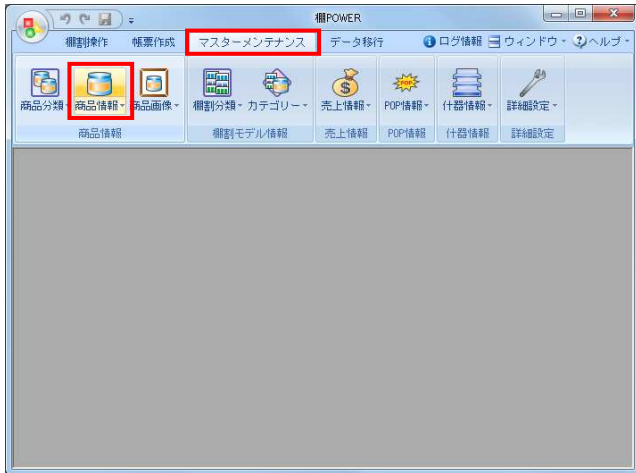 棚POWER
棚割操作 帳票作成 マスターメンテナンス データ移行 ログ情報 ウィンドウ ヘルプ
商品分類 商品情報 商品画像 棚割分類 カテゴリー 売上情報 POP情報 什器情報 詳細設定
商品情報 棚割モデル情報 売上情報 POP情報 什器情報 詳細設定